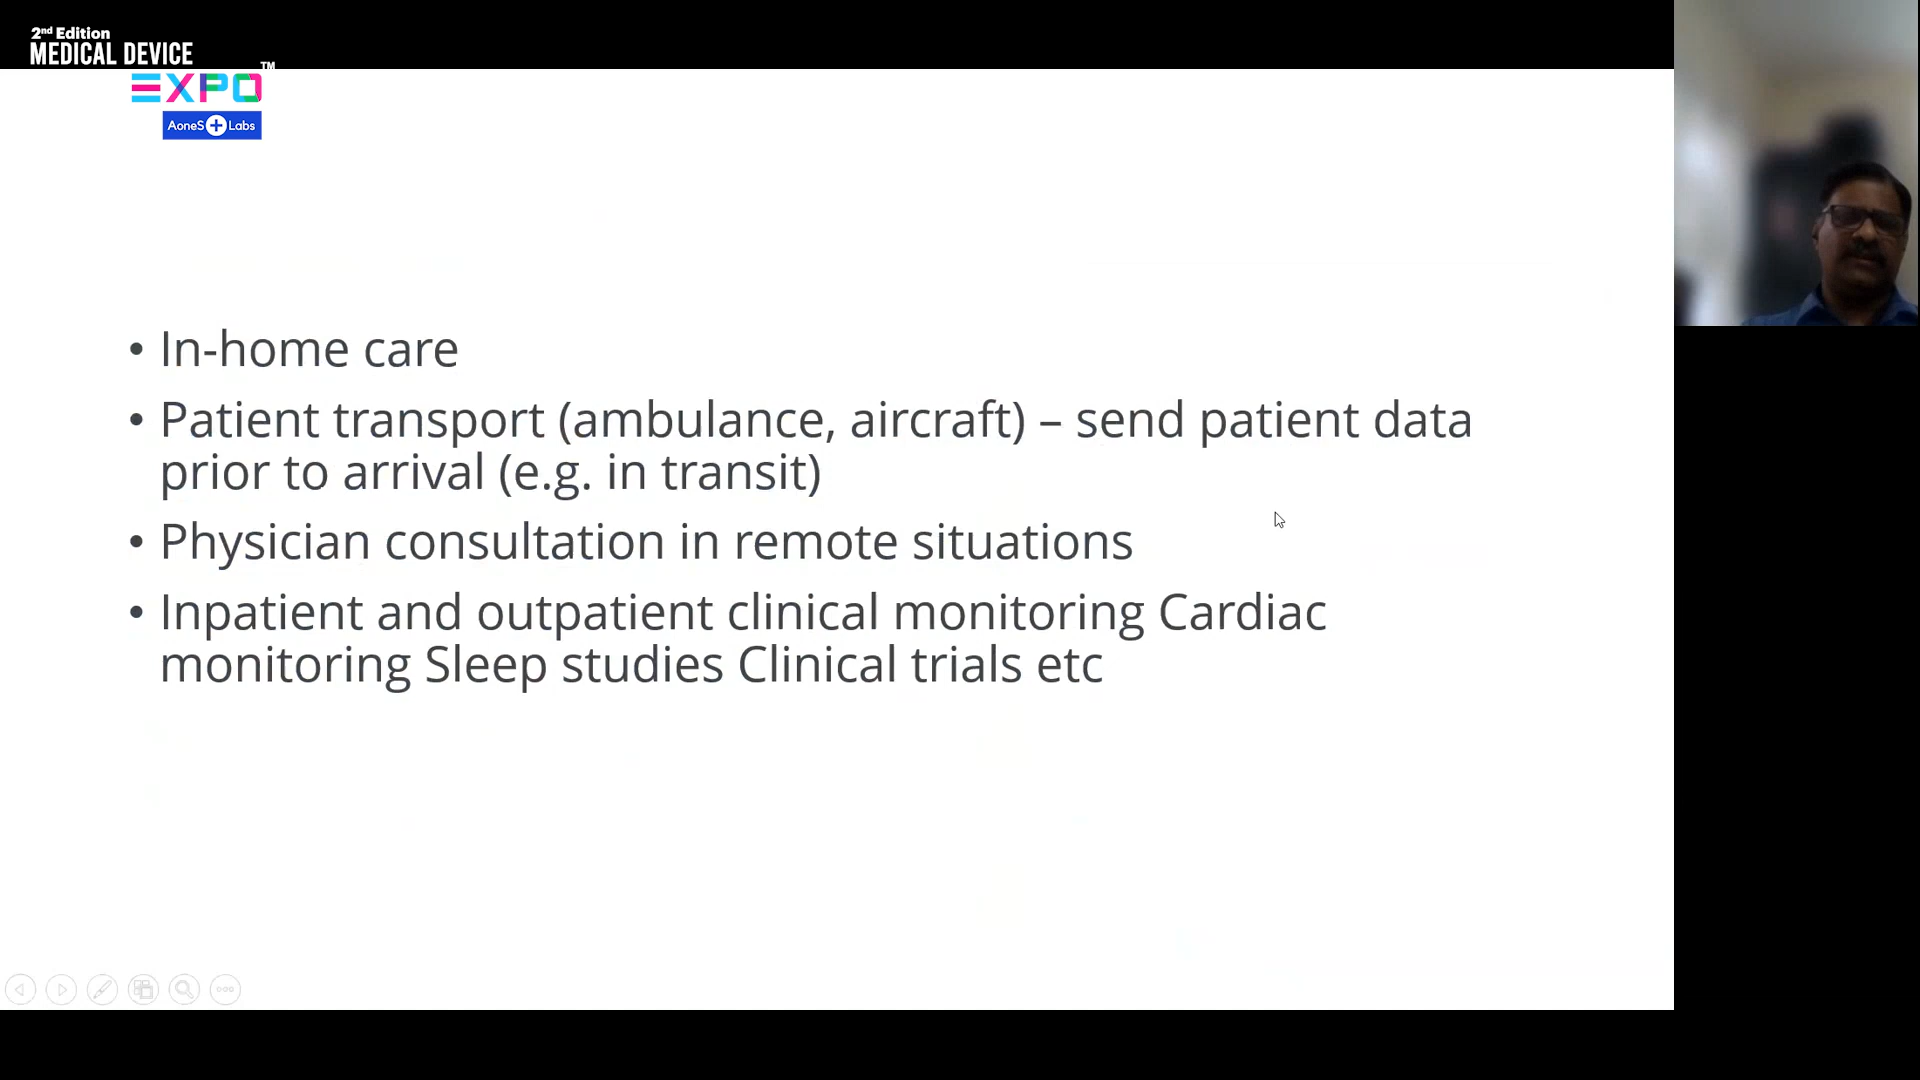 2nd Edition
MEDICAL DEVICE
EXPO™
AoneS+Labs
• In-home care
• Patient transport (ambulance, aircraft) – send patient data
prior to arrival (e.g. in transit)
• Physician consultation in remote situations
• Inpatient and outpatient clinical monitoring Cardiac
monitoring Sleep studies Clinical trials etc